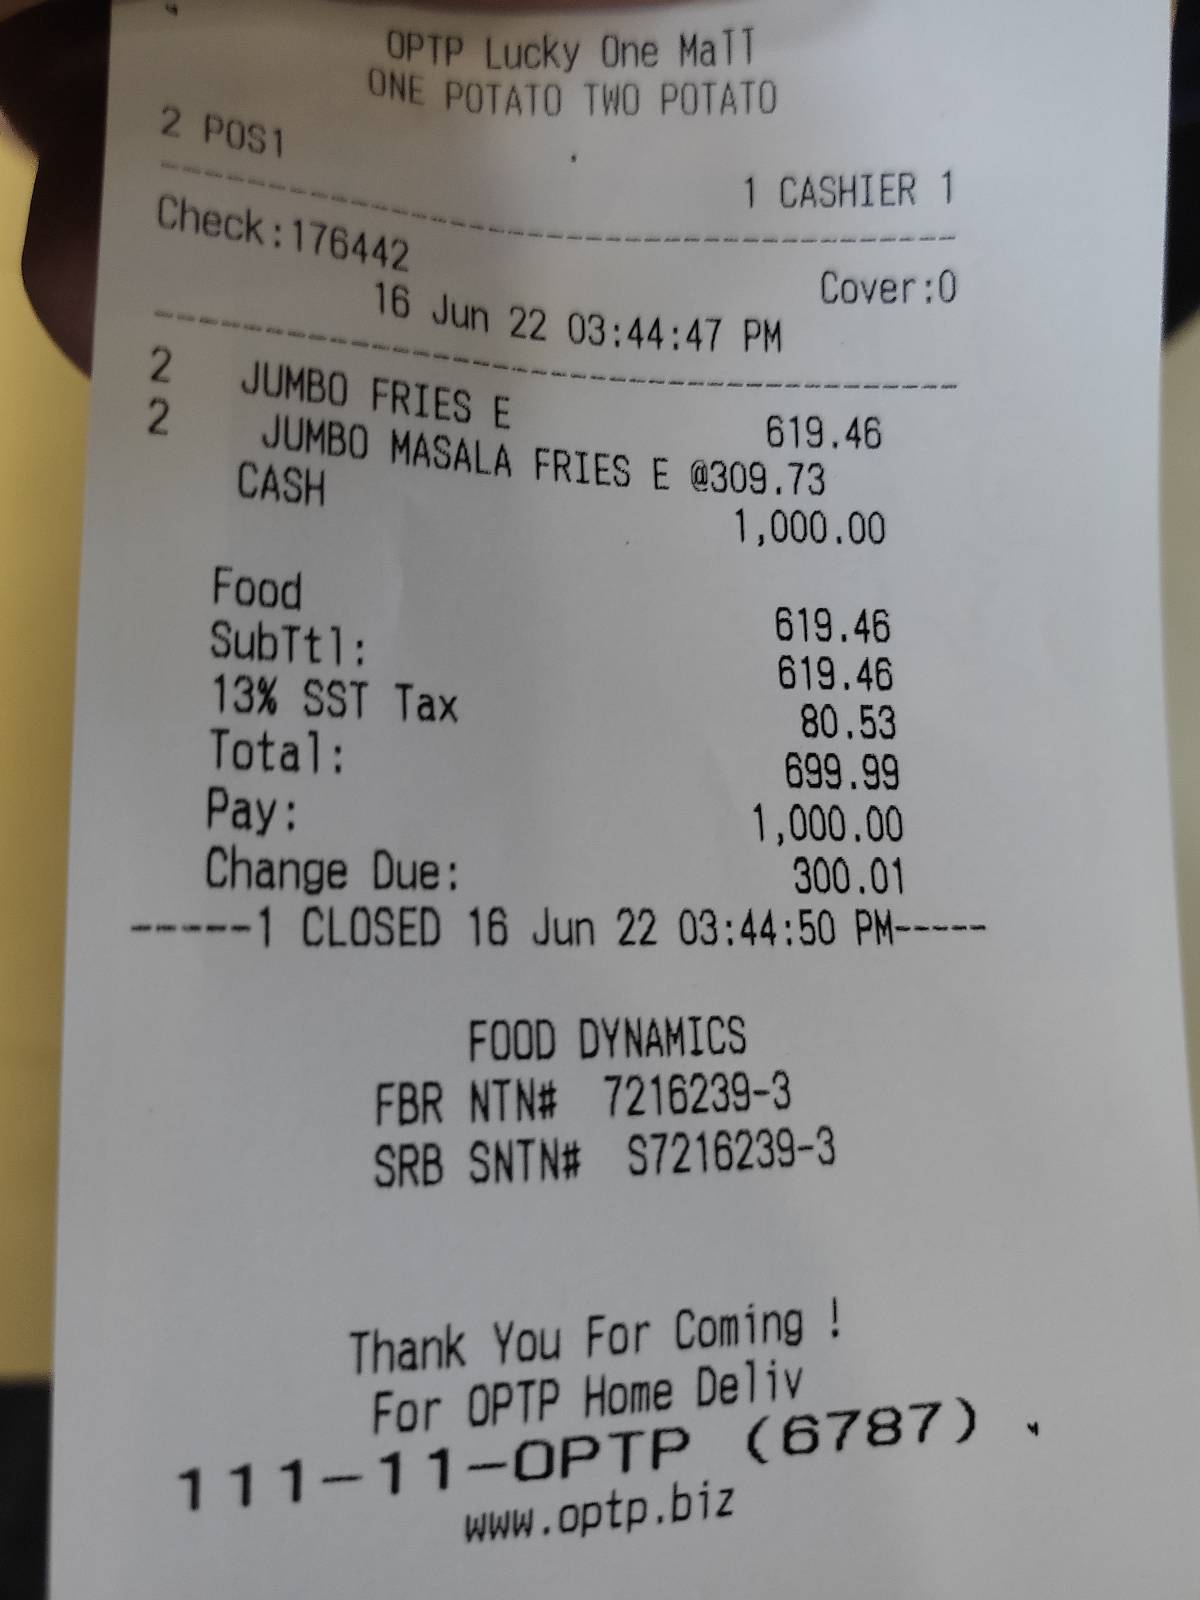 OPTP Lucky One Mall
ONE POTATO TWO POTATO
2 POS1
1 CASHIER 1
Check:176442
Cover:0
16 Jun 22 03:44:47 PM
2 JUMBO FRIES E 619.46
2 JUMBO MASALA FRIES E @309.73
CASH 1,000.00
Food 619.46
SubTtl: 619.46
13% SST Tax 80.53
Total: 699.99
Pay: 1,000.00
Change Due: 300.01
-----1 CLOSED 16 Jun 22 03:44:50 PM-----
FOOD DYNAMICS
FBR NTN# 7216239-3
SRB SNTN# S7216239-3
Thank You For Coming !
For OPTP Home Deliv
111-11-OPTP (6787)
www.optp.biz